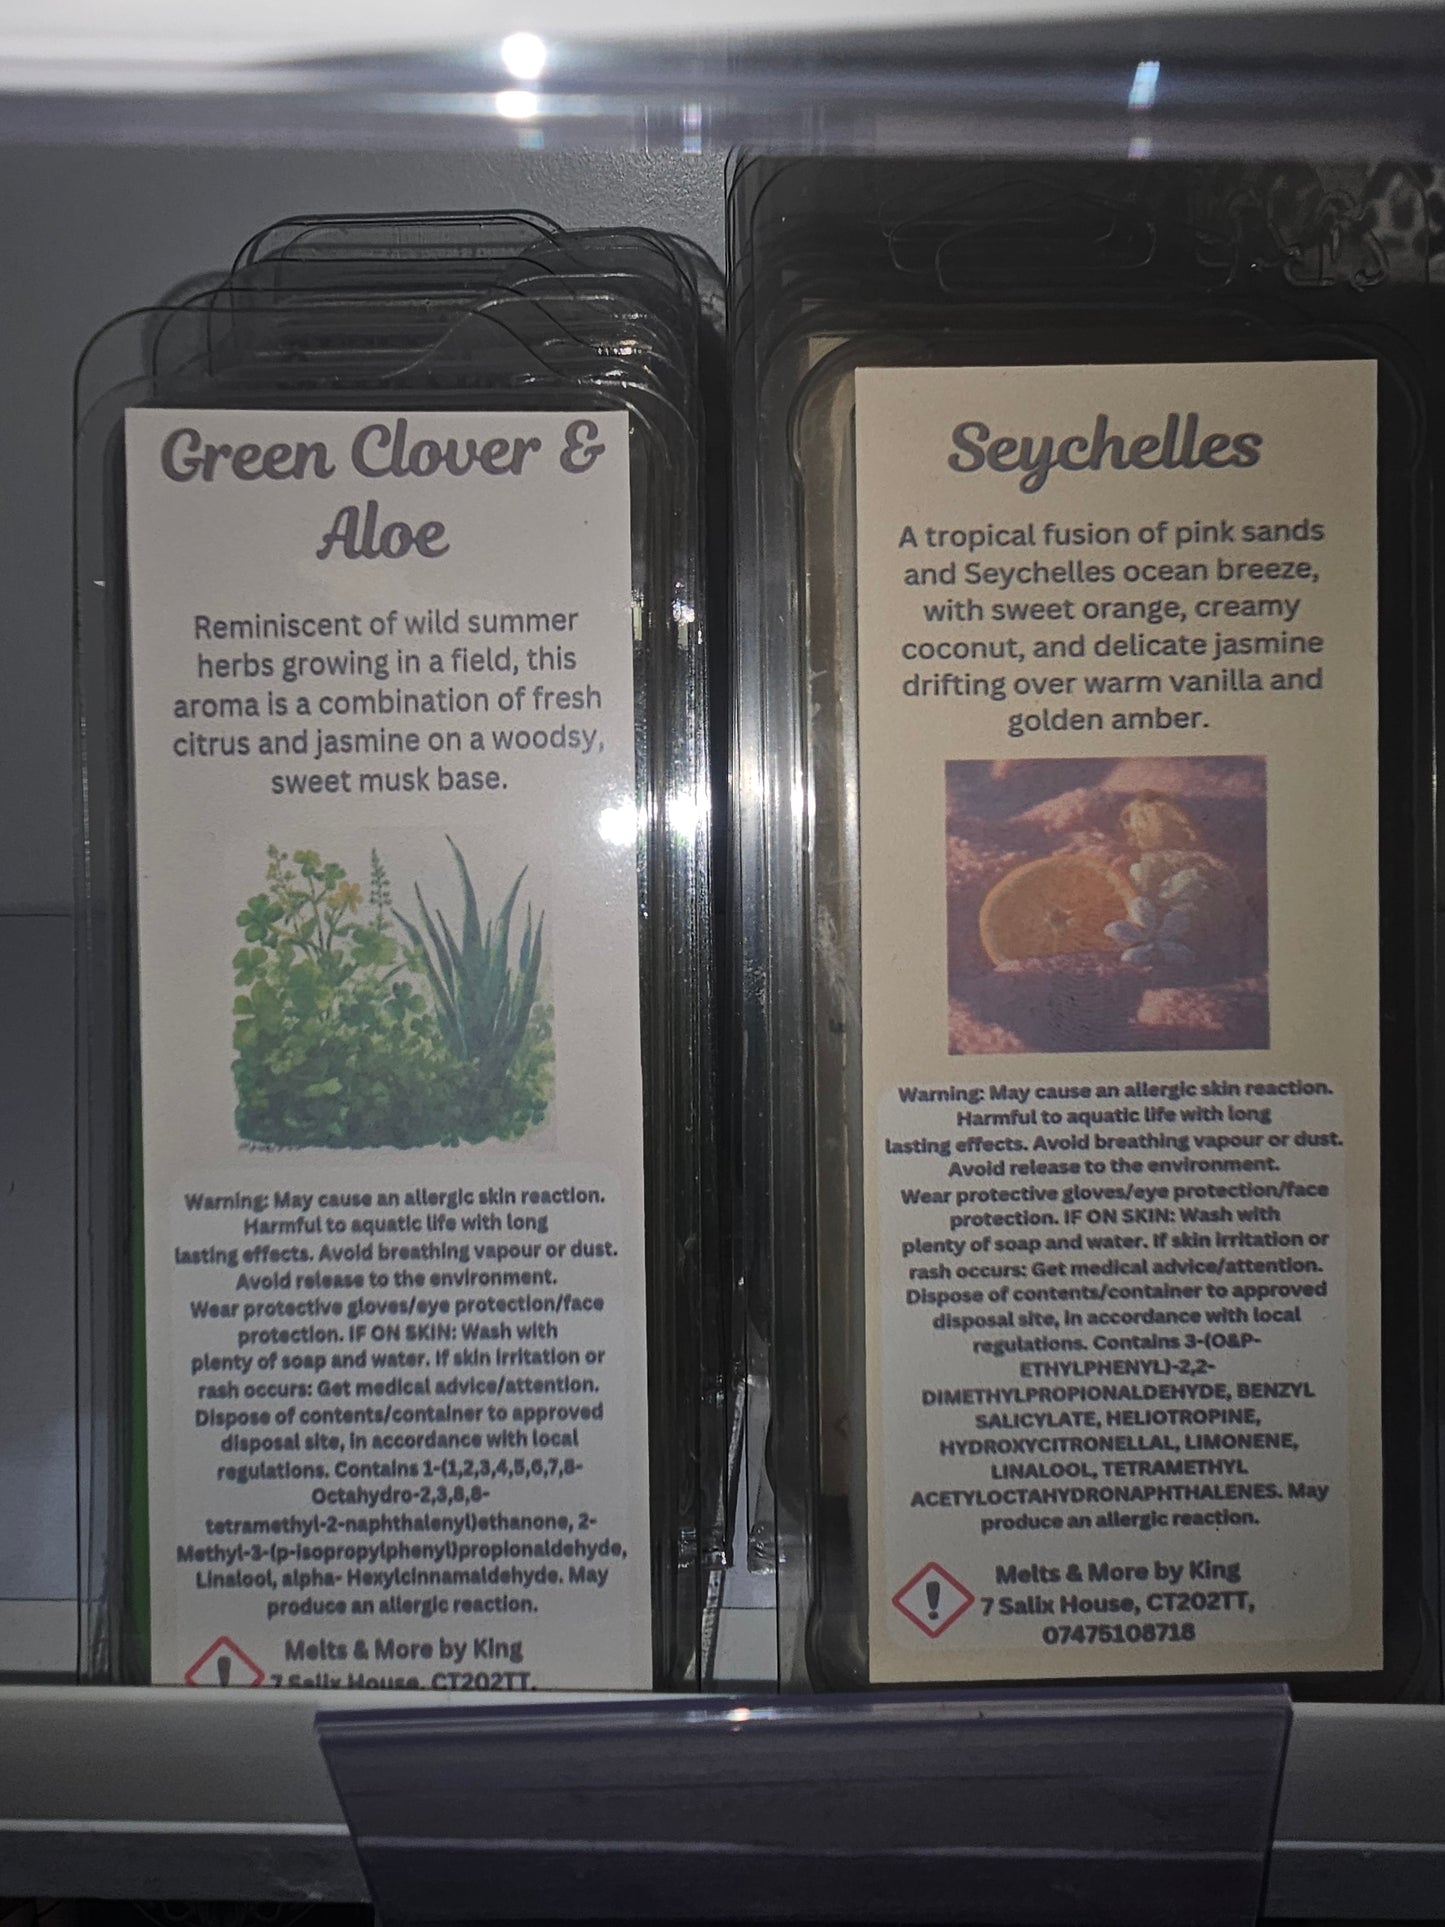 Green Clover &
Aloe
Reminiscent of wild summer
herbs growing in a field, this
aroma is a combination of fresh
citrus and jasmine on a woodsy,
sweet musk base.
Warning: May cause an allergic skin reaction.
Harmful to aquatic life with long
lasting effects. Avoid breathing vapour or dust.
Avoid release to the environment.
Wear protective gloves/eye protection/face
protection. IF ON SKIN: Wash with
plenty of soap and water. If skin irritation or
rash occurs: Get medical advice/attention.
Dispose of contents/container to approved
disposal site, in accordance with local
regulations. Contains 1-(1,2,3,4,5,6,7,8-
Octahydro-2,3,8,8-
tetramethyl-2-naphthalenyl)ethanone, 2-
Methyl-3-(p-isopropylphenyl)propionaldehyde,
Linalool, alpha- Hexylcinnamaldehyde. May
produce an allergic reaction.
Melts & More by King
7 Salix House, CT202TT,
Seychelles
A tropical fusion of pink sands
and Seychelles ocean breeze,
with sweet orange, creamy
coconut, and delicate jasmine
drifting over warm vanilla and
golden amber.
Warning: May cause an allergic skin reaction.
Harmful to aquatic life with long
lasting effects. Avoid breathing vapour or dust.
Avoid release to the environment.
Wear protective gloves/eye protection/face
protection. IF ON SKIN: Wash with
plenty of soap and water. If skin irritation or
rash occurs: Get medical advice/attention.
Dispose of contents/container to approved
disposal site, in accordance with local
regulations. Contains 3-(O&P-
ETHYLPHENYL)-2,2-
DIMETHYLPROPIONALDEHYDE, BENZYL
SALICYLATE, HELIOTROPINE,
HYDROXYCITRONELLAL, LIMONENE,
LINALOOL, TETRAMETHYL
ACETYLOCTAHYDRONAPHTHALENES. May
produce an allergic reaction.
Melts & More by King
7 Salix House, CT202TT,
07475108718